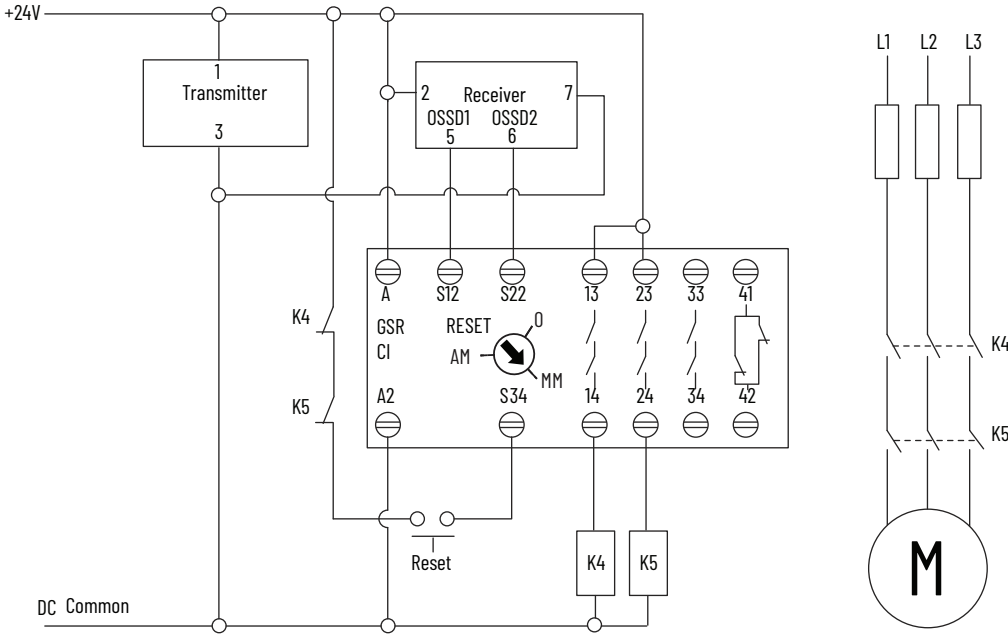 +24V
1
Transmitter
3
2 Receiver 7
OSSD1 OSSD2
5 6
L1 L2 L3
A S12 S22 13 23 33 41
K4
GSR
CI
RESET
0
AM
MM
K5
A2 S34 14 24 34 42
Reset
K4 K5
DC Common
K4
K5
M